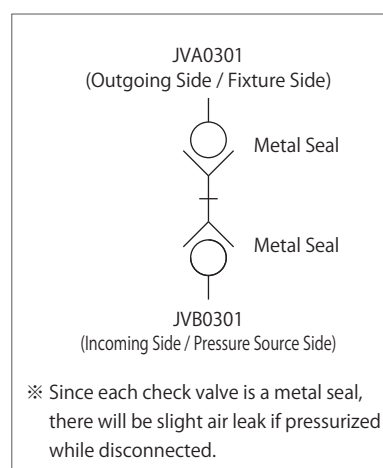 JVA0301
(Outgoing Side / Fixture Side)
Metal Seal
Metal Seal
JVB0301
(Incoming Side / Pressure Source Side)
※ Since each check valve is a metal seal,
there will be slight air leak if pressurized
while disconnected.